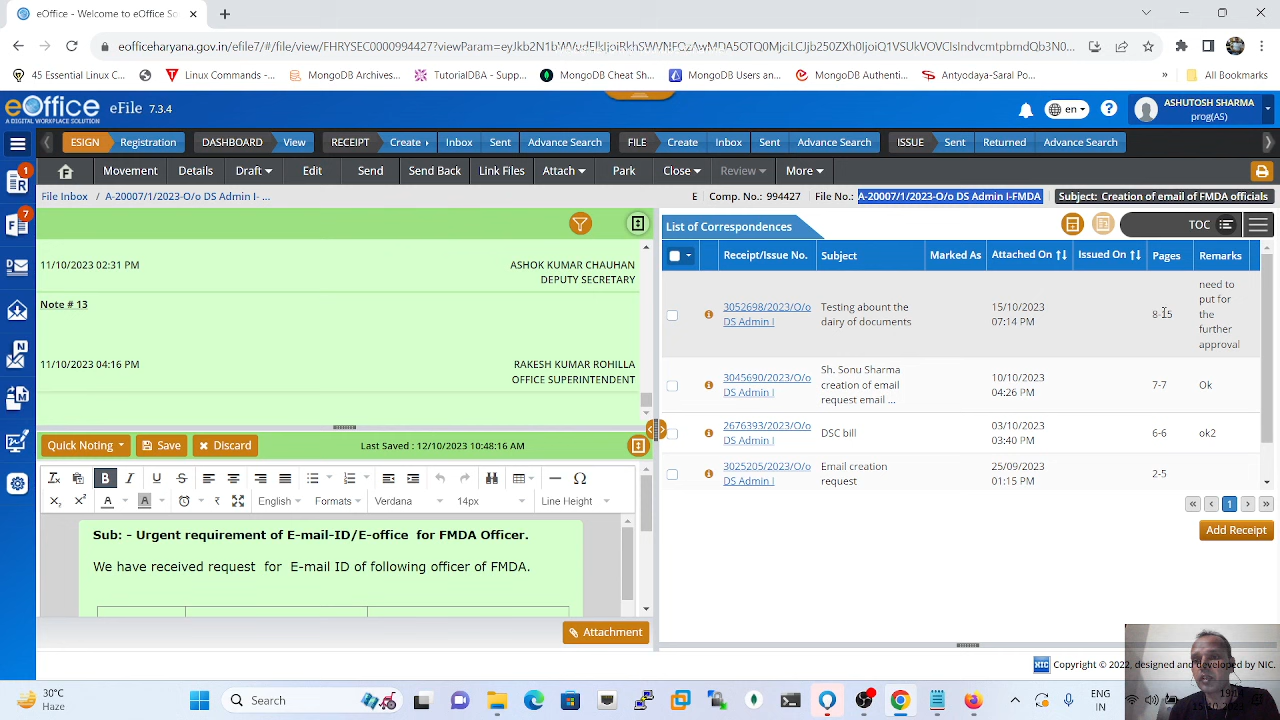 eOffice - Welcome to eOffice So
eofficeharyana.gov.in/efile7/#/file/view/FHRYSEC0000994427?viewParam=
45 Essential Linux C...
Linux Commands -...
MongoDB Archives...
TutorialDBA - Supp...
MongoDB Cheat Sh...
MongoDB Users an...
MongoDB Authenti...
Antyodaya-Saral Po...
»
All Bookmarks
eOffice
A DIGITAL WORKPLACE SOLUTION
eFile 7.3.4
en
ASHUTOSH SHARMA
prog(AS)
ESIGN Registration DASHBOARD View RECEIPT Create Inbox Sent Advance Search FILE Create Inbox Sent Advance Search ISSUE Sent Returned Advance Search
Movement Details Draft Edit Send Send Back Link Files Attach Park Close Review More
File Inbox / A-20007/1/2023-O/o DS Admin I- ...
E Comp. No.: 994427 File No.: A-20007/1/2023-O/o DS Admin I-FMDA Subject: Creation of email of FMDA officials
1
7
11/10/2023 02:31 PM
ASHOK KUMAR CHAUHAN
DEPUTY SECRETARY
Note # 13
11/10/2023 04:16 PM
RAKESH KUMAR ROHILLA
OFFICE SUPERINTENDENT
Quick Noting Save DIscard Last Saved : 12/10/2023 10:48:16 AM
English Formats Verdana 14px Line Height
Sub: - Urgent requirement of E-mail-ID/E-office for FMDA Officer.
We have received request for E-mail ID of following officer of FMDA.
Attachment
List of Correspondences
TOC
Receipt/Issue No. Subject Marked As Attached On Issued On Pages Remarks
3052698/2023/O/o
DS Admin I
Testing abount the
dairy of documents
15/10/2023
07:14 PM
8-15
need to
put for
the
further
approval
3045690/2023/O/o
DS Admin I
Sh. Sonu Sharma
creation of email
request email ...
10/10/2023
04:26 PM
7-7
Ok
2676393/2023/O/o
DS Admin I
DSC bill
03/10/2023
03:40 PM
6-6
ok2
3025205/2023/O/o
DS Admin I
Email creation
request
25/09/2023
01:15 PM
2-5
1
Add Receipt
Copyright © 2022, designed and developed by NIC.
30°C
Haze
Search
ENG
IN
15.10.2023